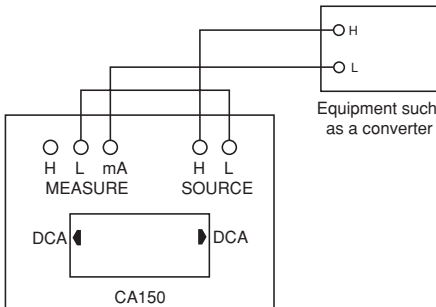 H
L
Equipment such
as a converter
H L mA H L
MEASURE SOURCE
DCA DCA
CA150